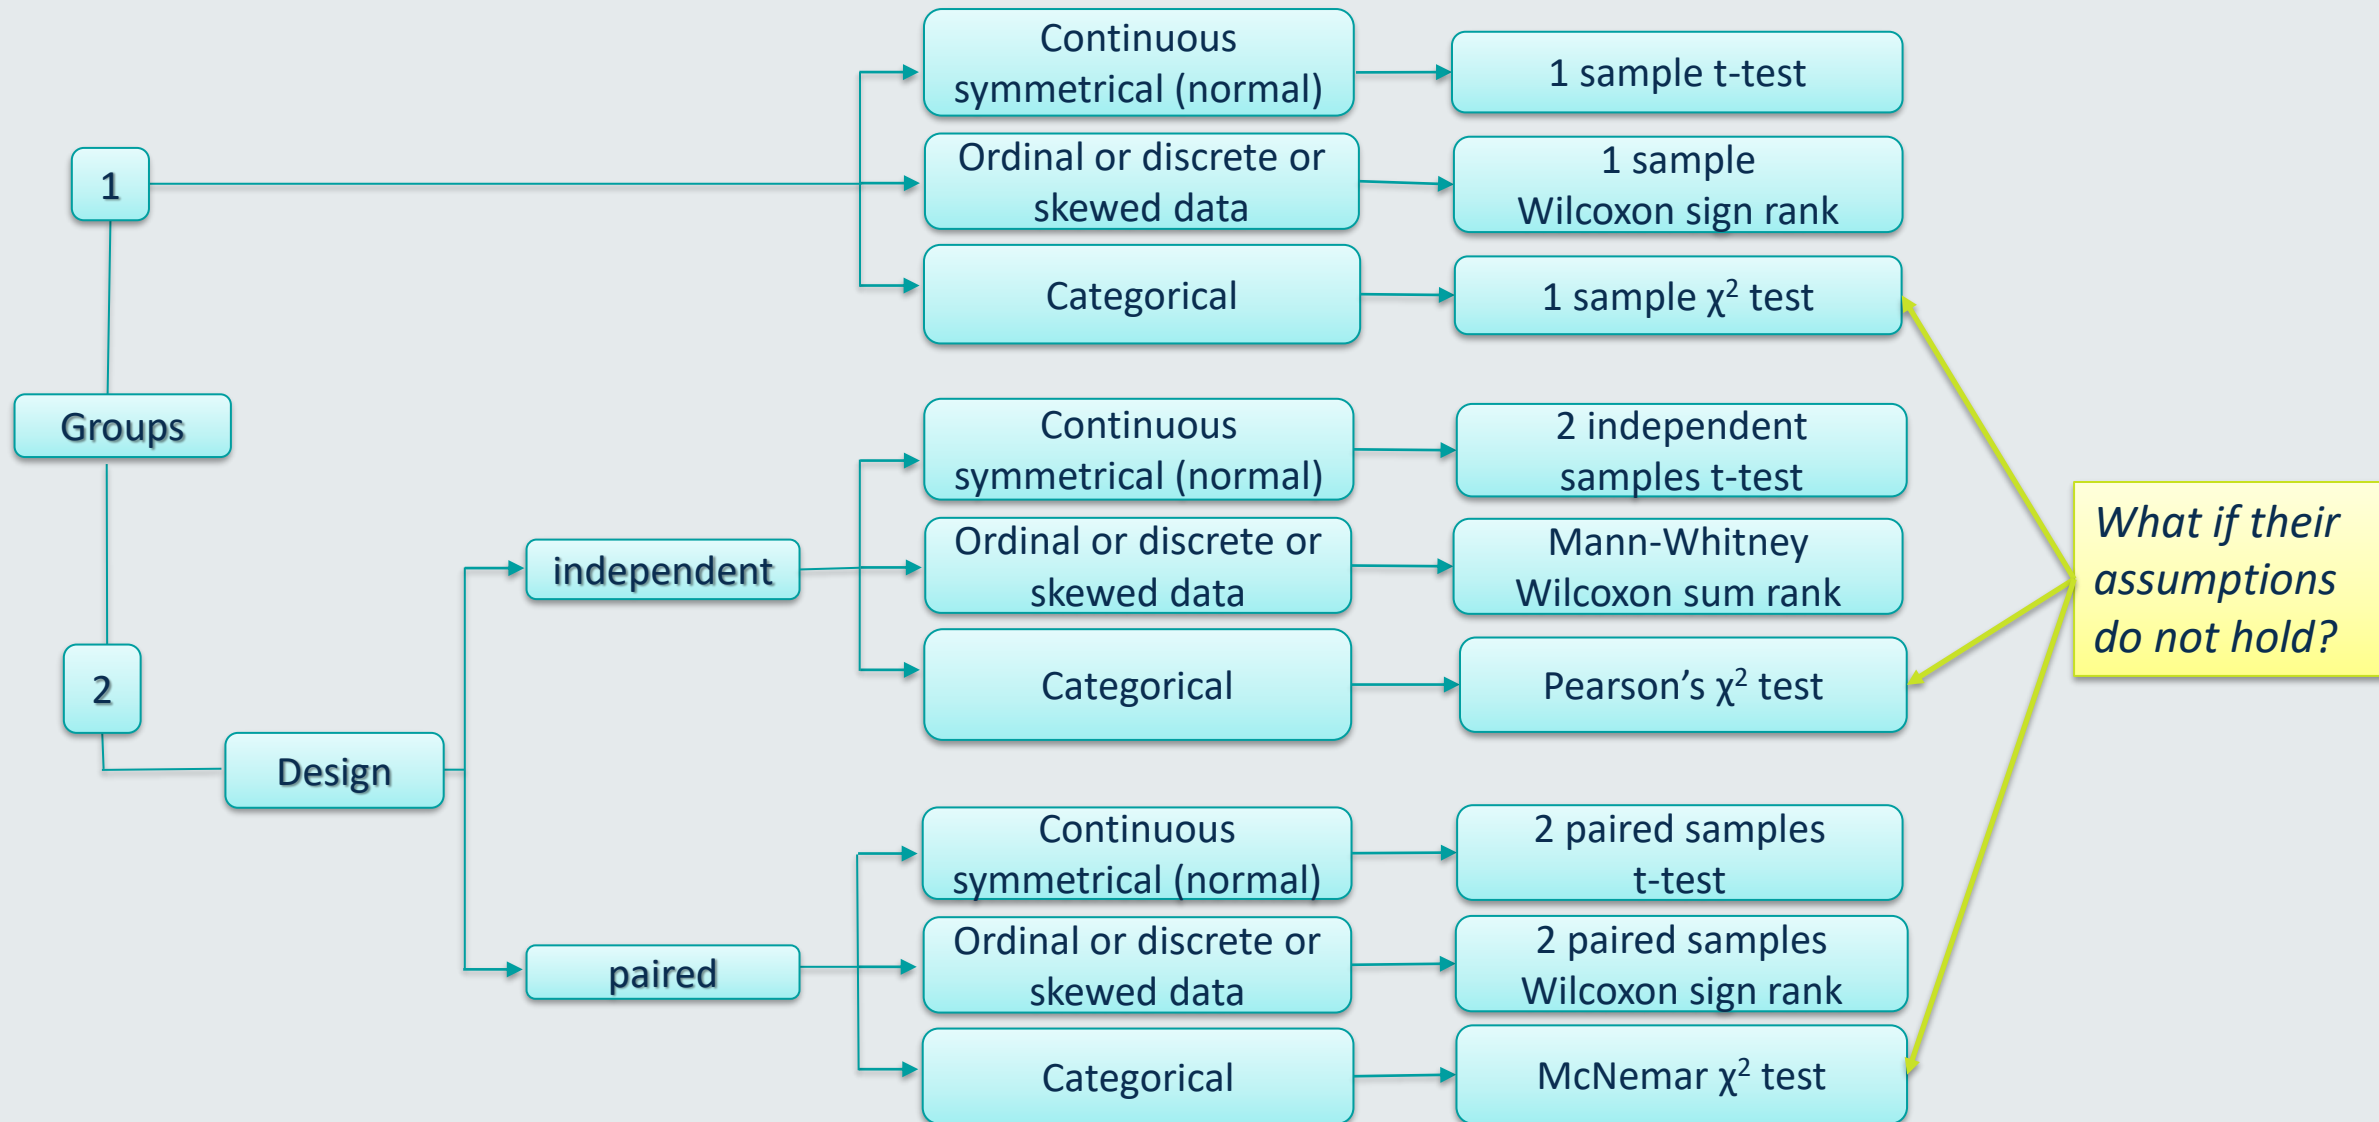 Continuous
symmetrical (normal)
1 sample t-test
1
Ordinal or discrete or
skewed data
1 sample
Wilcoxon sign rank
Categorical
1 sample χ² test
Groups
Continuous
symmetrical (normal)
2 independent
samples t-test
independent
Ordinal or discrete or
skewed data
Mann-Whitney
Wilcoxon sum rank
What if their
assumptions
do not hold?
2
Categorical
Pearson’s χ² test
Design
Continuous
symmetrical (normal)
2 paired samples
t-test
paired
Ordinal or discrete or
skewed data
2 paired samples
Wilcoxon sign rank
Categorical
McNemar χ² test